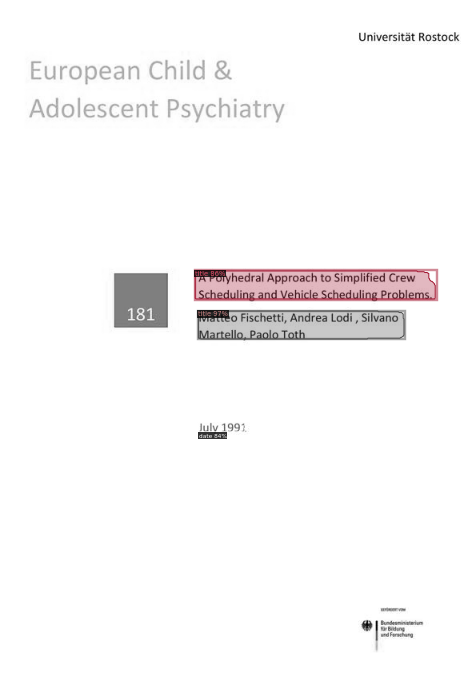 Universität Rostock
European Child &
Adolescent Psychiatry
title 86%
A Polyhedral Approach to Simplified Crew
Scheduling and Vehicle Scheduling Problems.
181
title 97%
Matteo Fischetti, Andrea Lodi , Silvano
Martello, Paolo Toth
July 1991
date 84%
GEFÖRDERT VOM
Bundesministerium
für Bildung
und Forschung